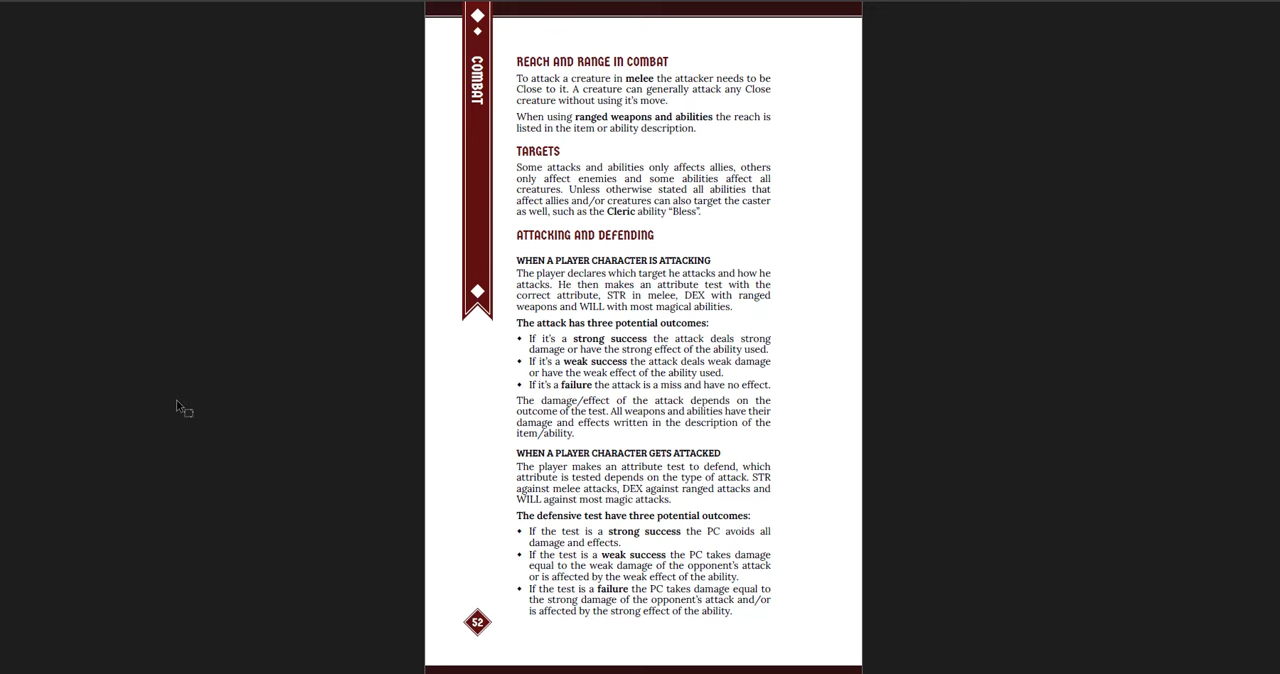 COMBAT
REACH AND RANGE IN COMBAT
To attack a creature in melee the attacker needs to be
Close to it. A creature can generally attack any Close
creature without using it's move.
When using ranged weapons and abilities the reach is
listed in the item or ability description.
TARGETS
Some attacks and abilities only affects allies, others
only affect enemies and some abilities affect all
creatures. Unless otherwise stated all abilities that
affect allies and/or creatures can also target the caster
as well, such as the Cleric ability “Bless”.
ATTACKING AND DEFENDING
WHEN A PLAYER CHARACTER IS ATTACKING
The player declares which target he attacks and how he
attacks. He then makes an attribute test with the
correct attribute, STR in melee, DEX with ranged
weapons and WILL with most magical abilities.
The attack has three potential outcomes:
• If it's a strong success the attack deals strong
damage or have the strong effect of the ability used.
• If it's a weak success the attack deals weak damage
or have the weak effect of the ability used.
• If it's a failure the attack is a miss and have no effect.
The damage/effect of the attack depends on the
outcome of the test. All weapons and abilities have their
damage and effects written in the description of the
item/ability.
WHEN A PLAYER CHARACTER GETS ATTACKED
The player makes an attribute test to defend, which
attribute is tested depends on the type of attack. STR
against melee attacks, DEX against ranged attacks and
WILL against most magic attacks.
The defensive test have three potential outcomes:
• If the test is a strong success the PC avoids all
damage and effects.
• If the test is a weak success the PC takes damage
equal to the weak damage of the opponent's attack
or is affected by the weak effect of the ability.
• If the test is a failure the PC takes damage equal to
the strong damage of the opponent's attack and/or
is affected by the strong effect of the ability.
52